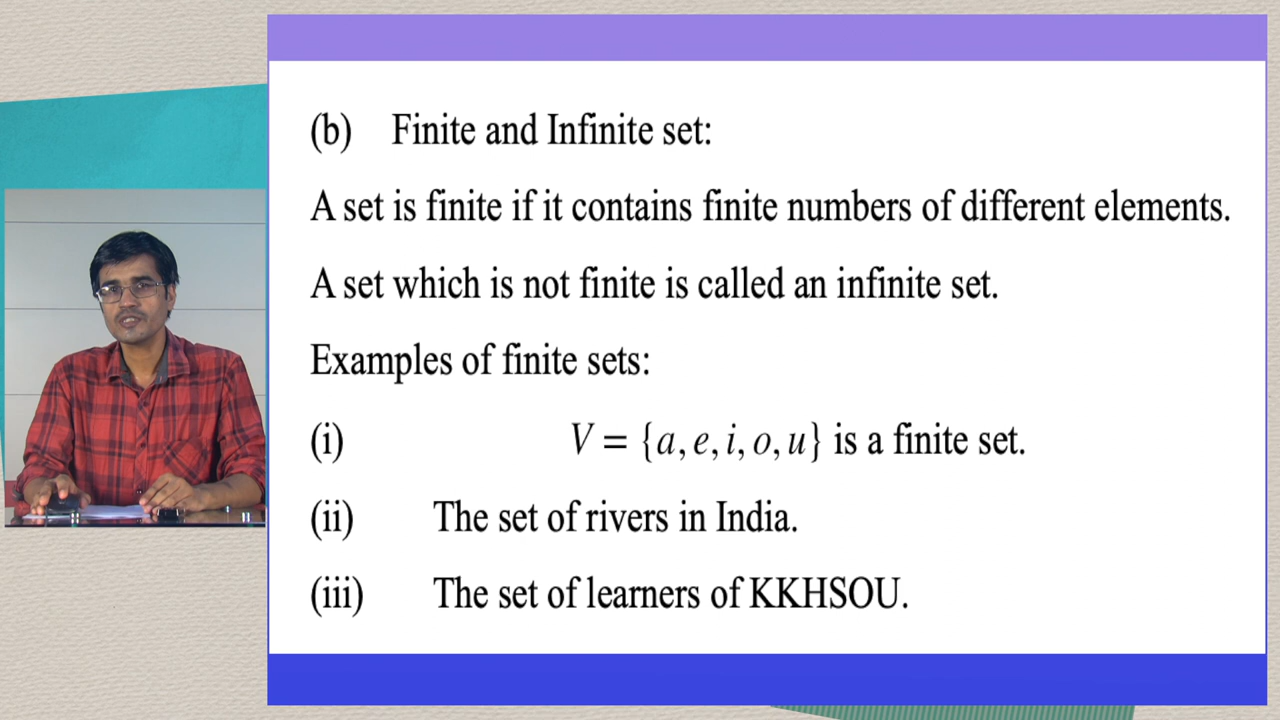 (b) Finite and Infinite set:
A set is finite if it contains finite numbers of different elements.
A set which is not finite is called an infinite set.
Examples of finite sets:
(i) V = {a, e, i, o, u} is a finite set.
(ii) The set of rivers in India.
(iii) The set of learners of KKHSOU.